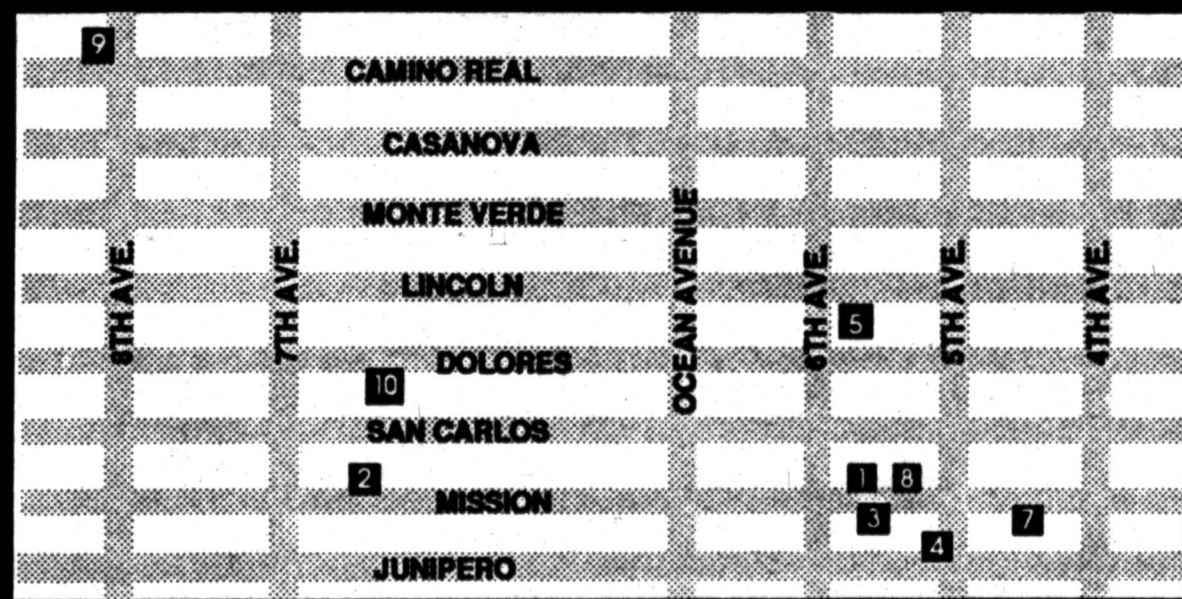 9
CAMINO REAL
CASANOVA
MONTE VERDE
8TH AVE.
7TH AVE.
LINCOLN
OCEAN AVENUE
6TH AVE.
5
5TH AVE.
4TH AVE.
DOLORES
10
SAN CARLOS
2
1
8
MISSION
3
7
4
JUNIPERO